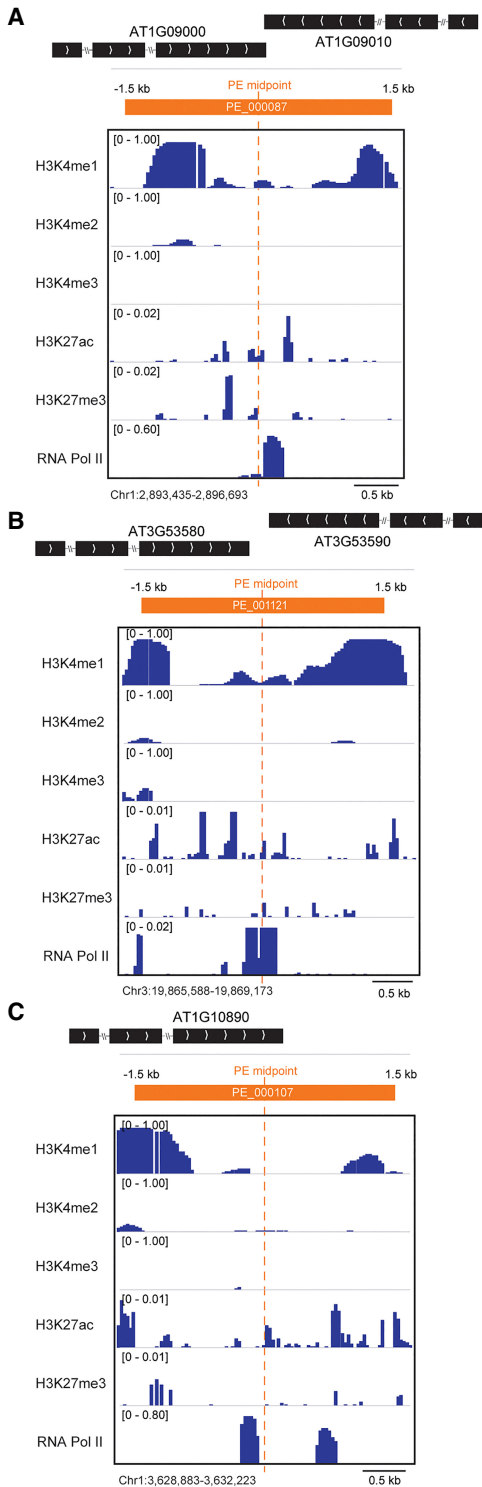 A
AT1G09000
AT1G09010
PE midpoint
-1.5 kb
1.5 kb
PE_000087
[0 - 1.00]
H3K4me1
[0 - 1.00]
H3K4me2
[0 - 1.00]
H3K4me3
[0 - 0.02]
H3K27ac
[0 - 0.02]
H3K27me3
[0 - 0.60]
RNA Pol II
Chr1:2,893,435-2,896,693
0.5 kb
B
AT3G53580
AT3G53590
PE midpoint
-1.5 kb
1.5 kb
PE_001121
[0 - 1.00]
H3K4me1
[0 - 1.00]
H3K4me2
[0 - 1.00]
H3K4me3
[0 - 0.01]
H3K27ac
[0 - 0.01]
H3K27me3
[0 - 0.02]
RNA Pol II
Chr3:19,865,588-19,869,173
0.5 kb
C
AT1G10890
PE midpoint
-1.5 kb
1.5 kb
PE_000107
[0 - 1.00]
H3K4me1
[0 - 1.00]
H3K4me2
[0 - 1.00]
H3K4me3
[0 - 0.01]
H3K27ac
[0 - 0.01]
H3K27me3
[0 - 0.80]
RNA Pol II
Chr1:3,628,883-3,632,223
0.5 kb